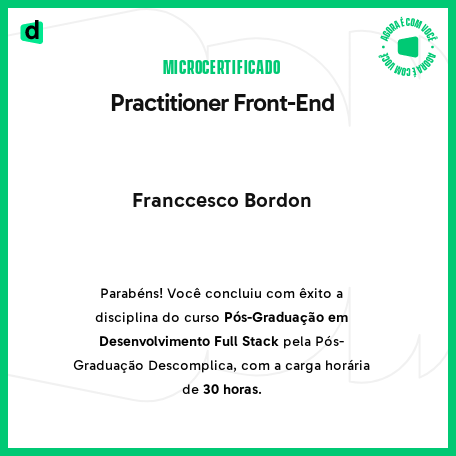 d
AGORA É COM VOCÊ • AGORA É COM VOCÊ •
MICROCERTIFICADO
Practitioner Front-End
Franccesco Bordon
Parabéns! Você concluiu com êxito a
disciplina do curso Pós-Graduação em
Desenvolvimento Full Stack pela Pós-
Graduação Descomplica, com a carga horária
de 30 horas.